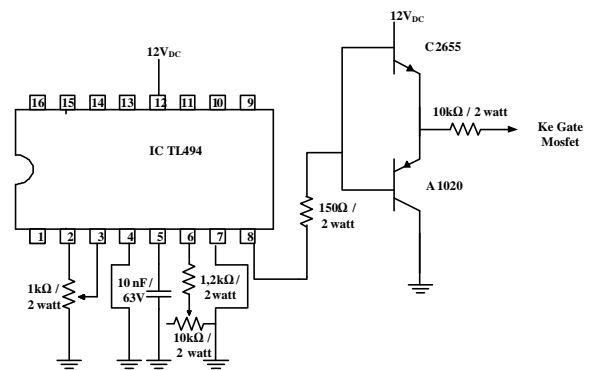 12VDC
C2655
12VDC
16 15 14 13 12 11 10 9
10kΩ / 2 watt
Ke Gate
Mosfet
IC TL494
A1020
150Ω /
2 watt
1 2 3 4 5 6 7 8
1kΩ /
2 watt
10 nF /
63V
1,2kΩ /
2watt
10kΩ /
2 watt